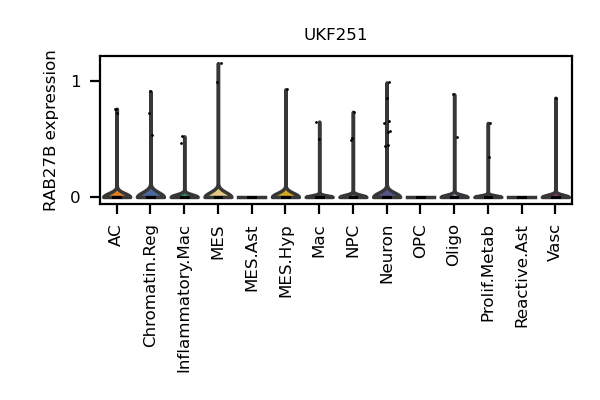 UKF251
RAB27B expression
1
0
AC
Chromatin.Reg
Inflammatory.Mac
MES
MES.Ast
MES.Hyp
Mac
NPC
Neuron
OPC
Oligo
Prolif.Metab
Reactive.Ast
Vasc